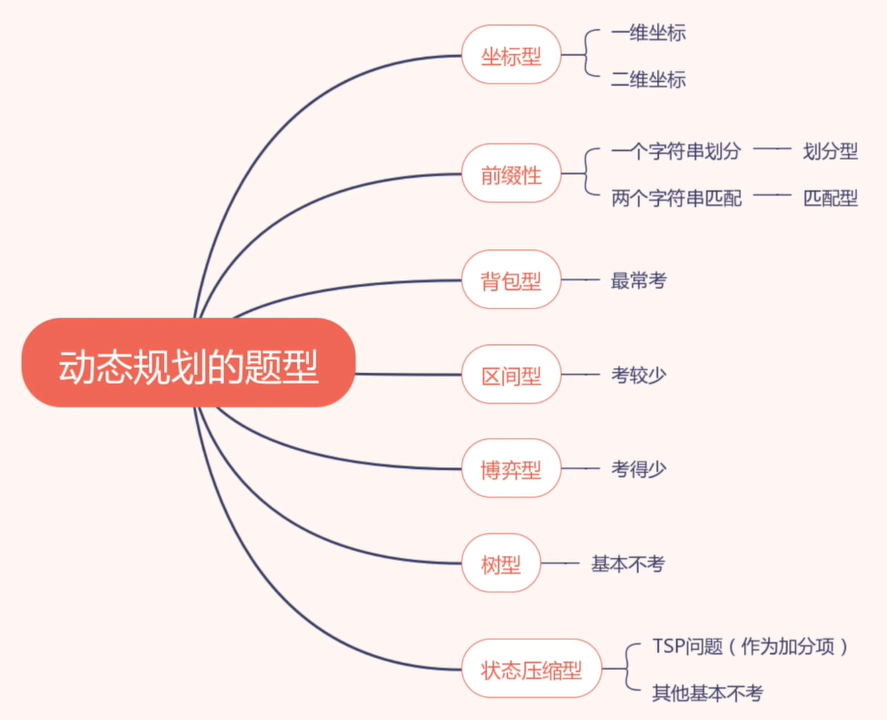 动态规划的题型
坐标型
一维坐标
二维坐标
前缀性
一个字符串划分
划分型
两个字符串匹配
匹配型
背包型
最常考
区间型
考较少
博弈型
考得少
树型
基本不考
状态压缩型
TSP问题（作为加分项）
其他基本不考